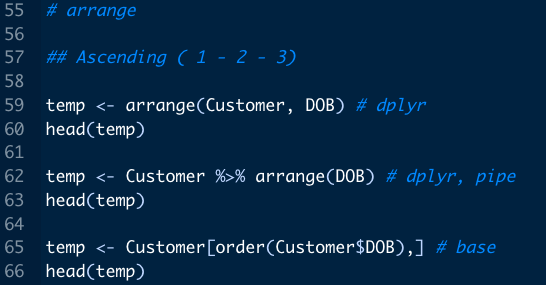 55 # arrange
56
57 ## Ascending ( 1 - 2 - 3)
58
59 temp <- arrange(Customer, DOB) # dplyr
60 head(temp)
61
62 temp <- Customer %>% arrange(DOB) # dplyr, pipe
63 head(temp)
64
65 temp <- Customer[order(Customer$DOB),] # base
66 head(temp)